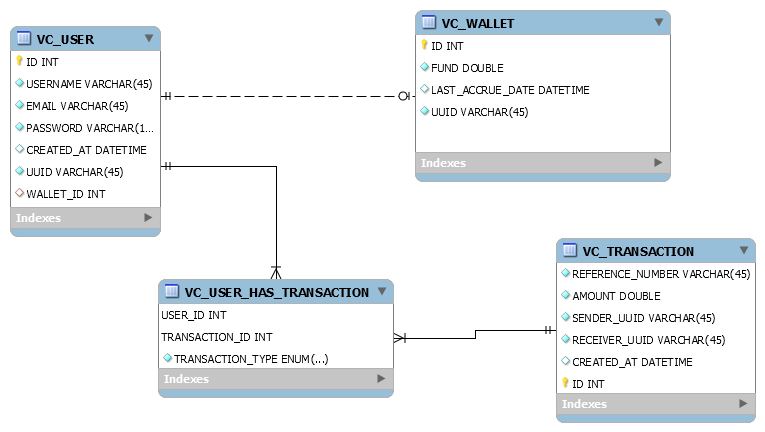 VC_USER
ID INT
USERNAME VARCHAR(45)
EMAIL VARCHAR(45)
PASSWORD VARCHAR(1...
CREATED_AT DATETIME
UUID VARCHAR(45)
WALLET_ID INT
Indexes
VC_WALLET
ID INT
FUND DOUBLE
LAST_ACCRUE_DATE DATETIME
UUID VARCHAR(45)
Indexes
VC_USER_HAS_TRANSACTION
USER_ID INT
TRANSACTION_ID INT
TRANSACTION_TYPE ENUM(...)
Indexes
VC_TRANSACTION
REFERENCE_NUMBER VARCHAR(45)
AMOUNT DOUBLE
SENDER_UUID VARCHAR(45)
RECEIVER_UUID VARCHAR(45)
CREATED_AT DATETIME
ID INT
Indexes